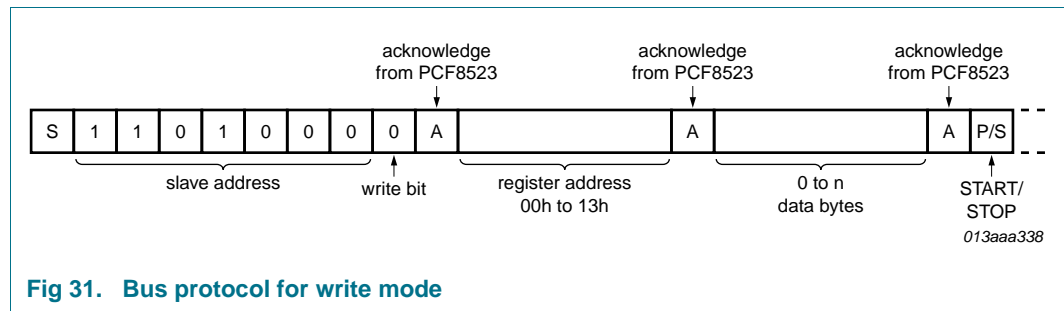 acknowledge
from PCF8523
acknowledge
from PCF8523
acknowledge
from PCF8523
S 1 1 0 1 0 0 0 0 A A A P/S
slave address
write bit
register address
00h to 13h
0 to n
data bytes
START/
STOP
013aaa338
Fig 31. Bus protocol for write mode